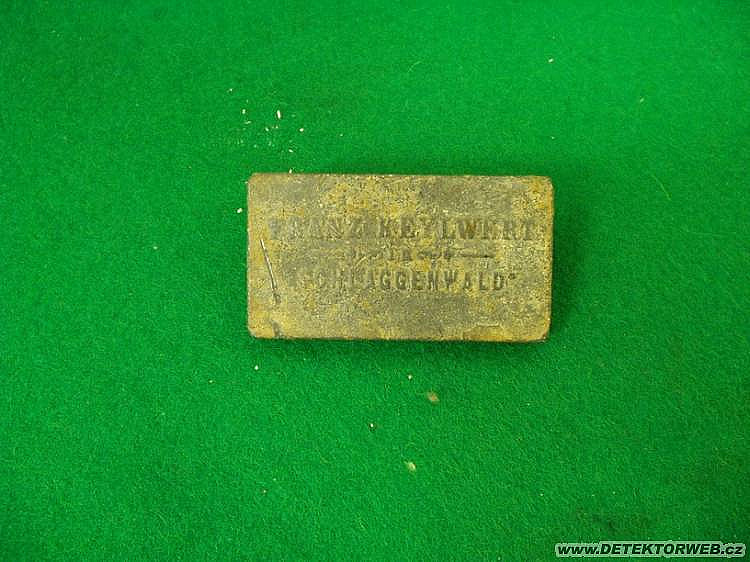 FRANZ KEYLWERT
IN
SCHLAGGENWALD
www.DETEKTORWEB.cz